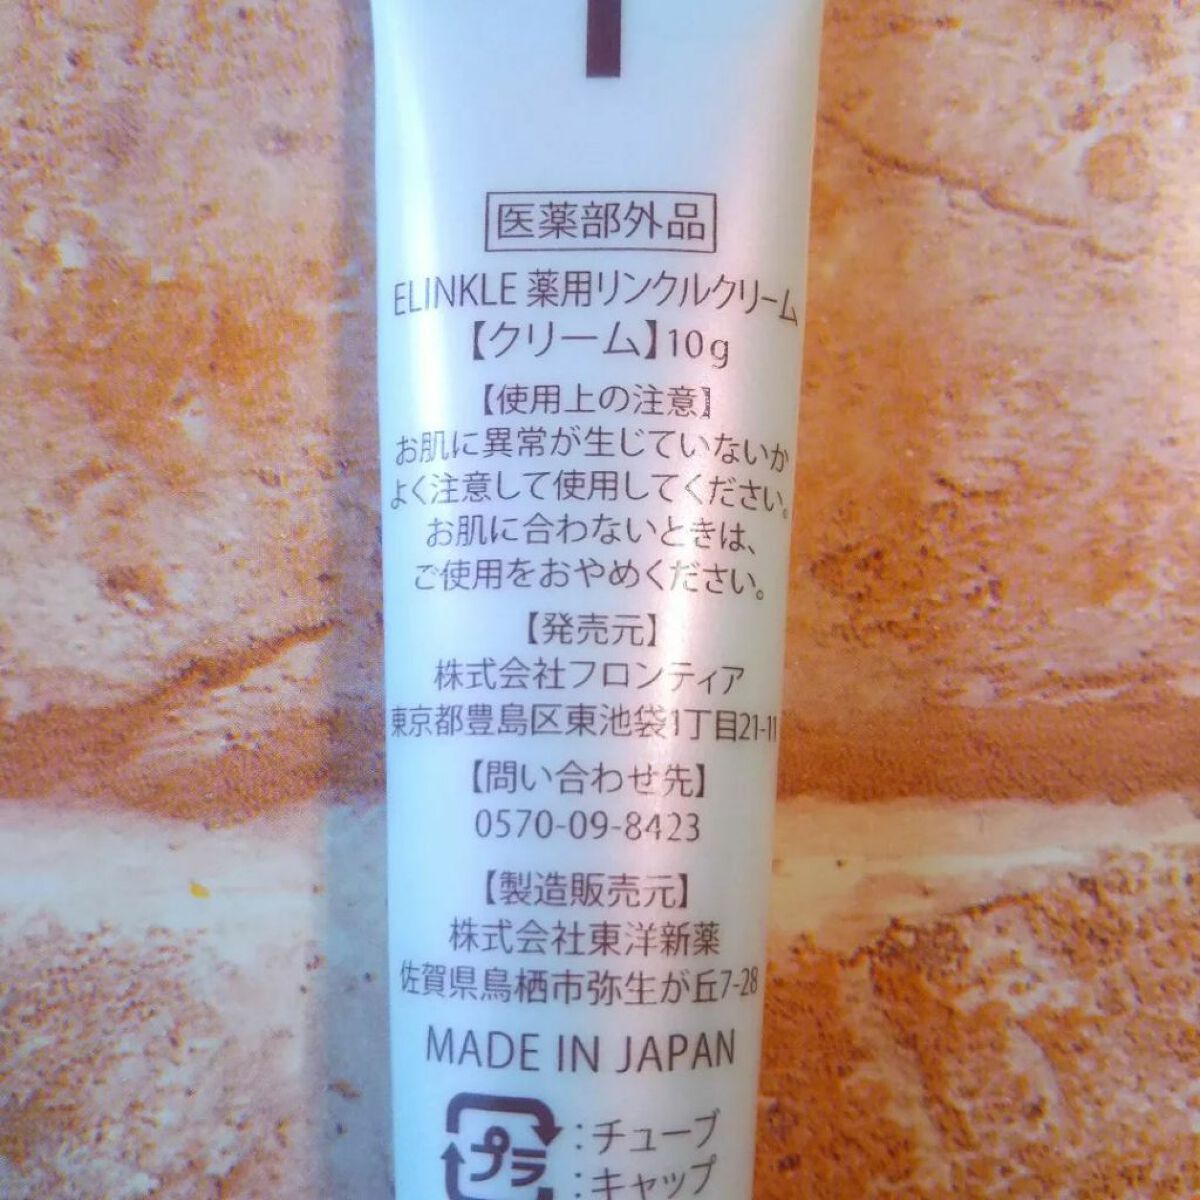 医薬部外品
ELINKLE 薬用リンクルクリーム
【クリーム】10g
【使用上の注意】
お肌に異常が生じていないか
よく注意して使用してください。
お肌に合わないときは、
ご使用をおやめください。
【発売元】
株式会社フロンティア
東京都豊島区東池袋1丁目21-11
【問い合わせ先】
0570-09-8423
【製造販売元】
株式会社東洋新薬
佐賀県鳥栖市弥生が丘7-28
MADE IN JAPAN
プラ
:チューブ
:キャップ